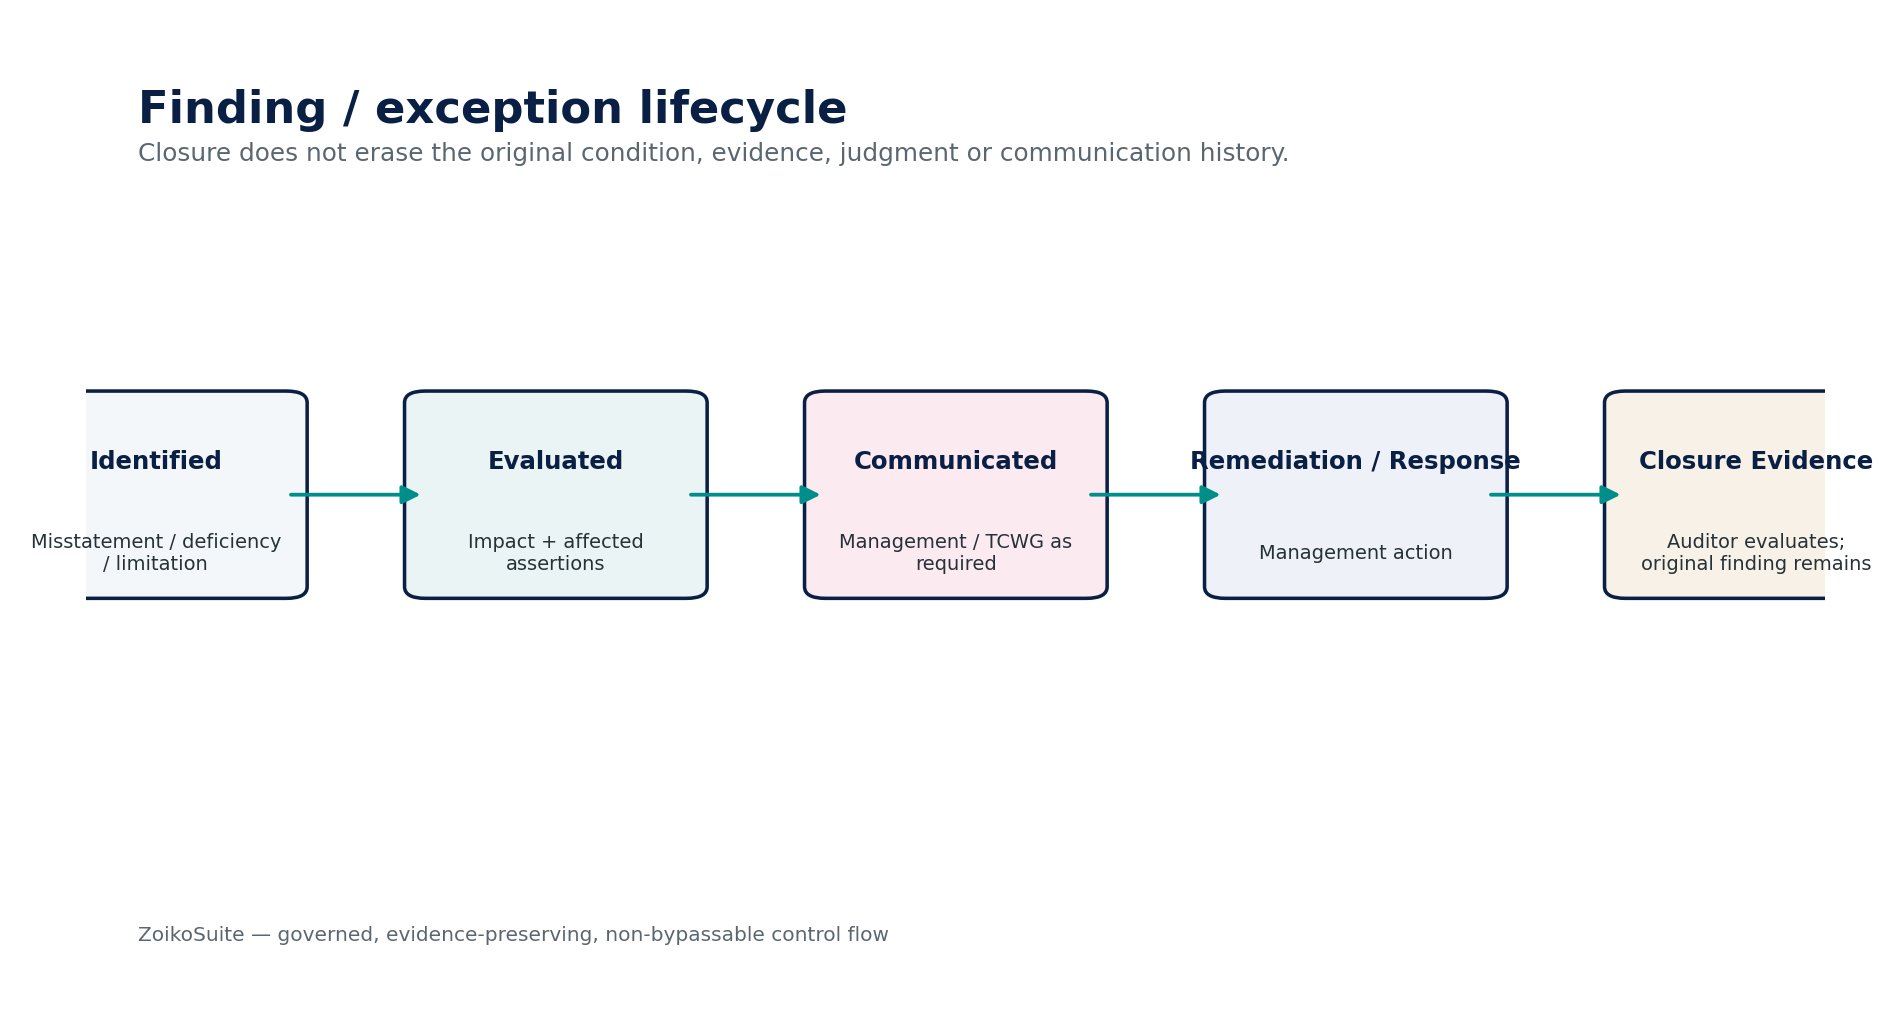 Finding / exception lifecycle
Closure does not erase the original condition, evidence, judgment or communication history.
Identified
Misstatement / deficiency
/ limitation
Evaluated
Impact + affected
assertions
Communicated
Management / TCWG as
required
Remediation / Response
Management action
Closure Evidence
Auditor evaluates;
original finding remains
ZoikoSuite — governed, evidence-preserving, non-bypassable control flow